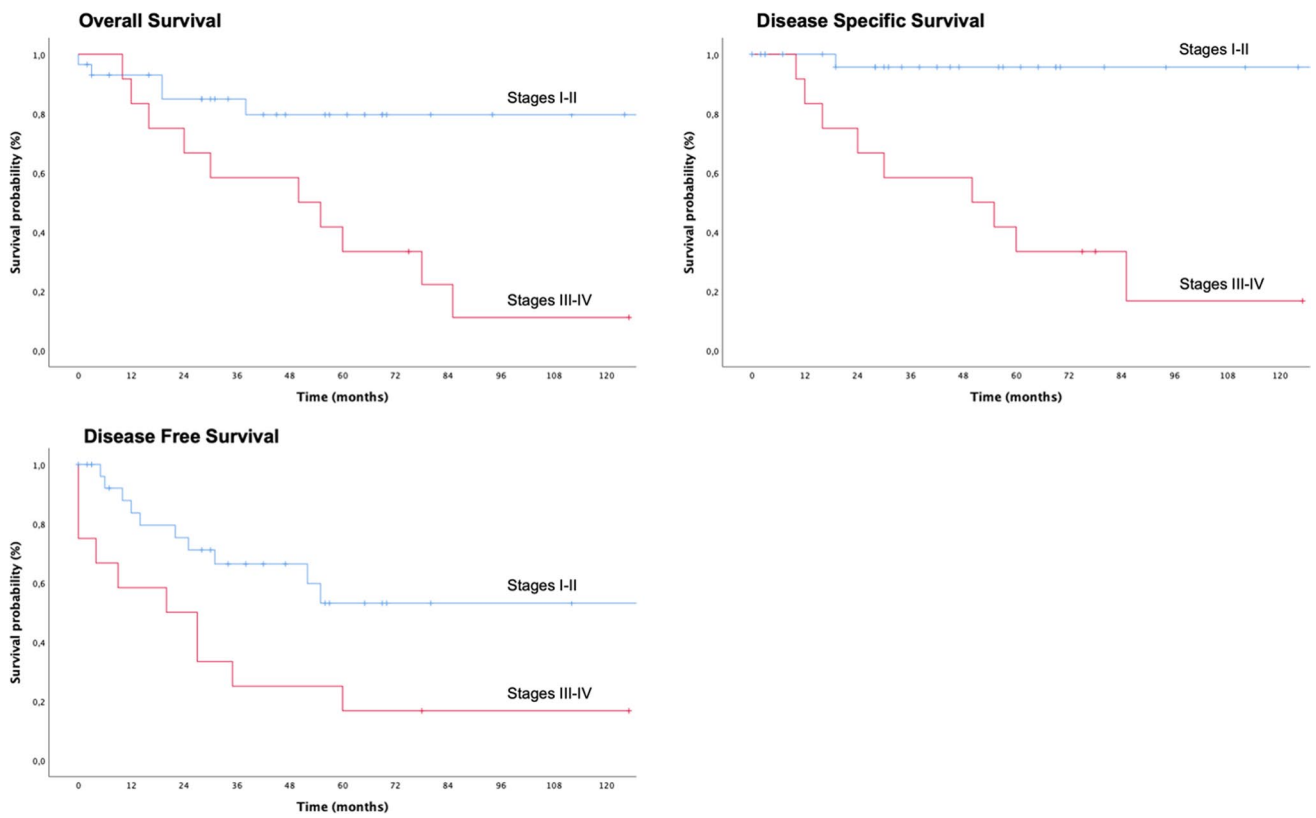 Overall Survival
Survival probability (%)
1,0
0,8
0,6
0,4
0,2
0,0
Stages I-II
Stages III-IV
0 12 24 36 48 60 72 84 96 108 120
Time (months)
Disease Specific Survival
Survival probability (%)
1,0
0,8
0,6
0,4
0,2
0,0
Stages I-II
Stages III-IV
0 12 24 36 48 60 72 84 96 108 120
Time (months)
Disease Free Survival
Survival probability (%)
1,0
0,8
0,6
0,4
0,2
0,0
Stages I-II
Stages III-IV
0 12 24 36 48 60 72 84 96 108 120
Time (months)